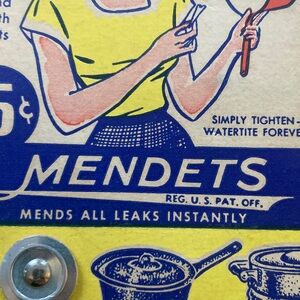 5¢
SIMPLY TIGHTEN-
WATERTITE FOREVE
MENDETS
REG. U.S. PAT. OFF.
MENDS ALL LEAKS INSTANTLY